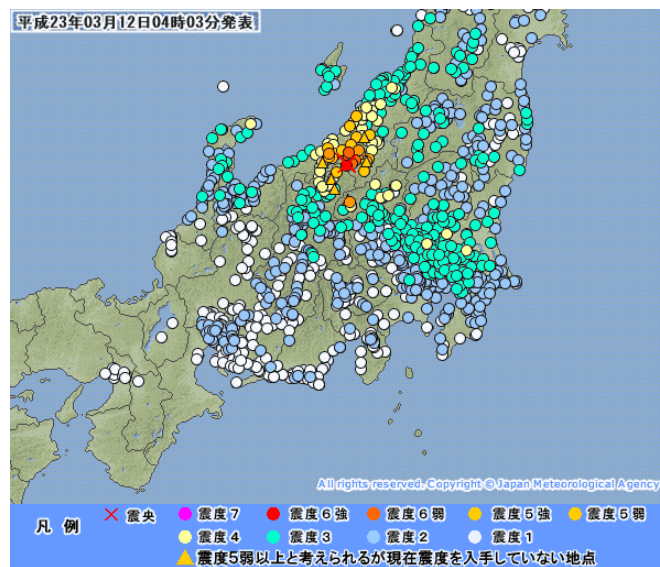 平成23年03月12日04時03分発表
All rights reserved. Copyright © Japan Meteorological Agency
凡 例 × 震央 震度7 震度6強 震度6弱 震度5強 震度5弱
震度4 震度3 震度2 震度1
震度5弱以上と考えられるが現在震度を入手していない地点